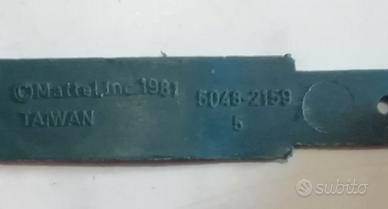 ©Mattel,Inc. 1981 5048-2159
TAIWAN 5
subito